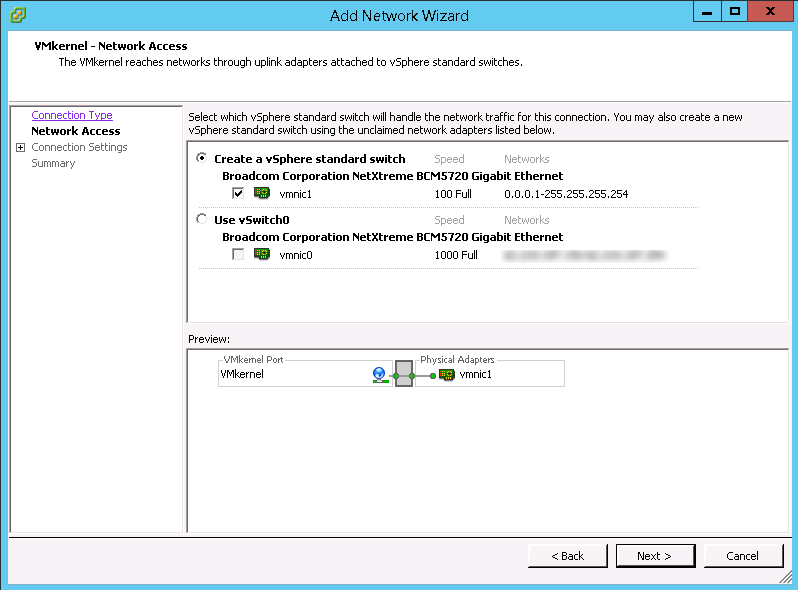 Add Network Wizard
VMkernel - Network Access
The VMkernel reaches networks through uplink adapters attached to vSphere standard switches.
Connection Type
Network Access
Connection Settings
Summary
Select which vSphere standard switch will handle the network traffic for this connection. You may also create a new
vSphere standard switch using the unclaimed network adapters listed below.
Create a vSphere standard switch Speed Networks
Broadcom Corporation NetXtreme BCM5720 Gigabit Ethernet
vmnic1 100 Full 0.0.0.1-255.255.255.254
Use vSwitch0 Speed Networks
Broadcom Corporation NetXtreme BCM5720 Gigabit Ethernet
vmnic0 1000 Full
Preview:
VMkernel Port Physical Adapters
VMkernel vmnic1
< Back Next > Cancel